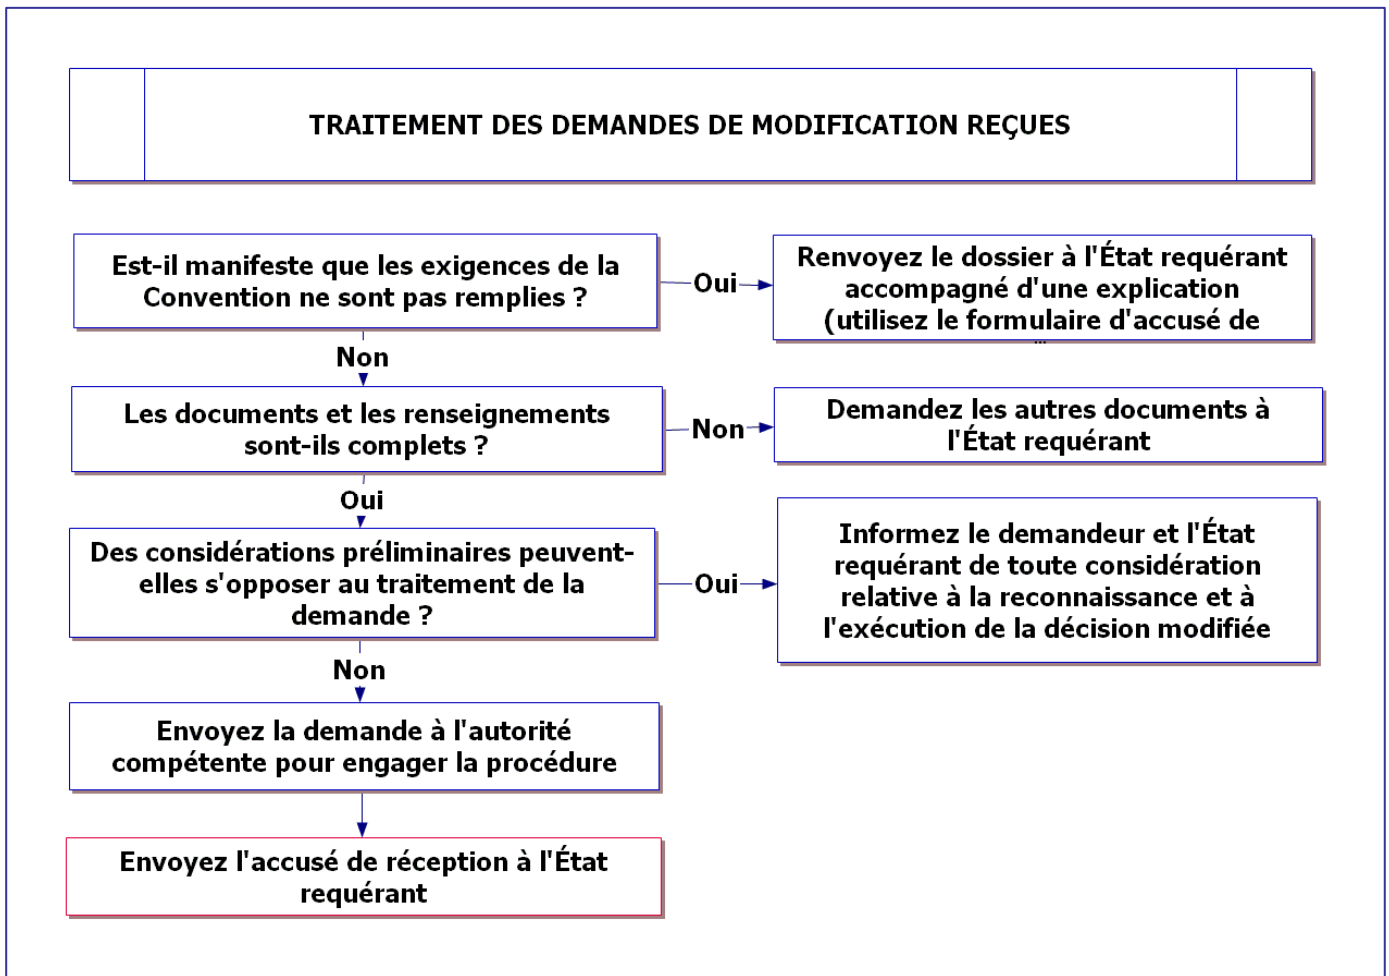 TRAITEMENT DES DEMANDES DE MODIFICATION REÇUES
Est-il manifeste que les exigences de la
Convention ne sont pas remplies ?
Oui
Renvoyez le dossier à l'État requérant
accompagné d'une explication
(utilisez le formulaire d'accusé de
Non
Les documents et les renseignements
sont-ils complets ?
Non
Demandez les autres documents à
l'État requérant
Oui
Des considérations préliminaires peuvent-
elles s'opposer au traitement de la
demande ?
Oui
Informez le demandeur et l'État
requérant de toute considération
relative à la reconnaissance et à
l'exécution de la décision modifiée
Non
Envoyez la demande à l'autorité
compétente pour engager la procédure
Envoyez l'accusé de réception à l'État
requérant